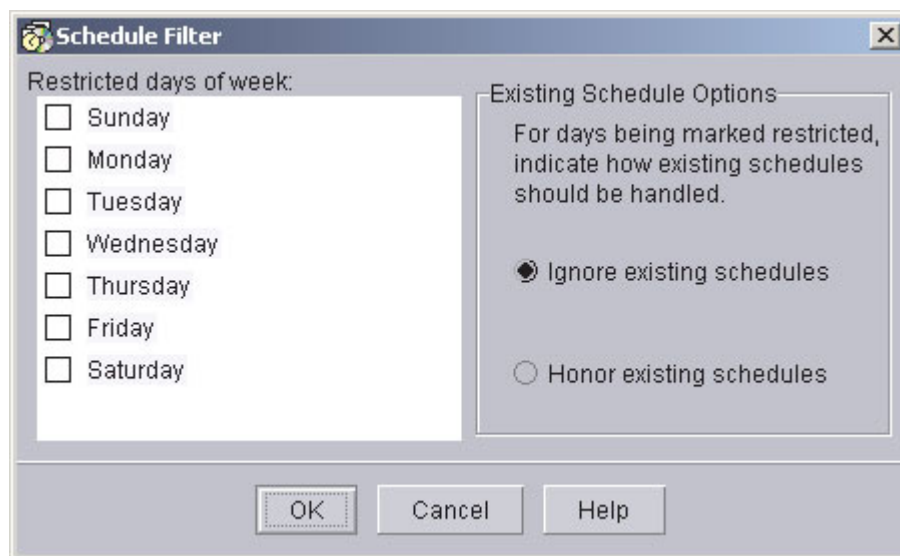 Schedule Filter
Restricted days of week:
Sunday
Monday
Tuesday
Wednesday
Thursday
Friday
Saturday
Existing Schedule Options
For days being marked restricted,
indicate how existing schedules
should be handled.
Ignore existing schedules
Honor existing schedules
OK
Cancel
Help